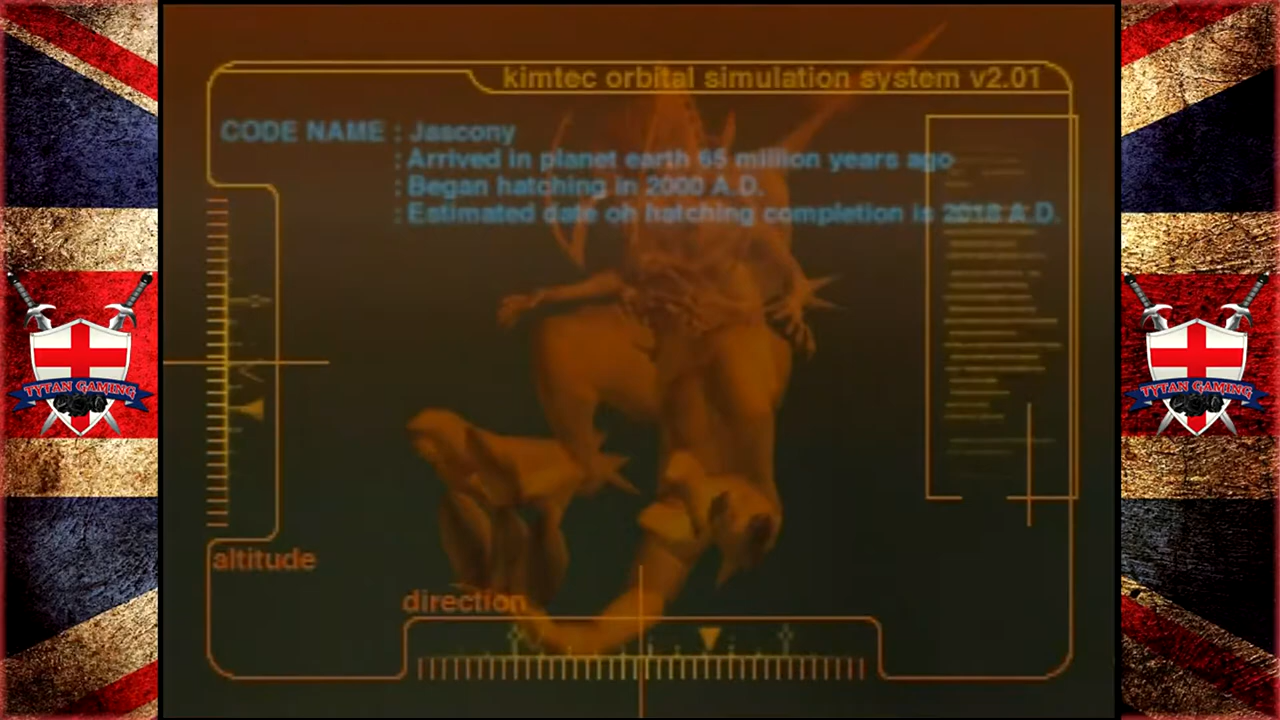 kimtec orbital simulation system v2.01
CODE NAME : Jascony
: Arrived in planet earth 65 million years ago
: Began hatching in 2000 A.D.
: Estimated date oh hatching completion is 2018 A.D.
altitude
direction
TYTAN GAMING
TYTAN GAMING